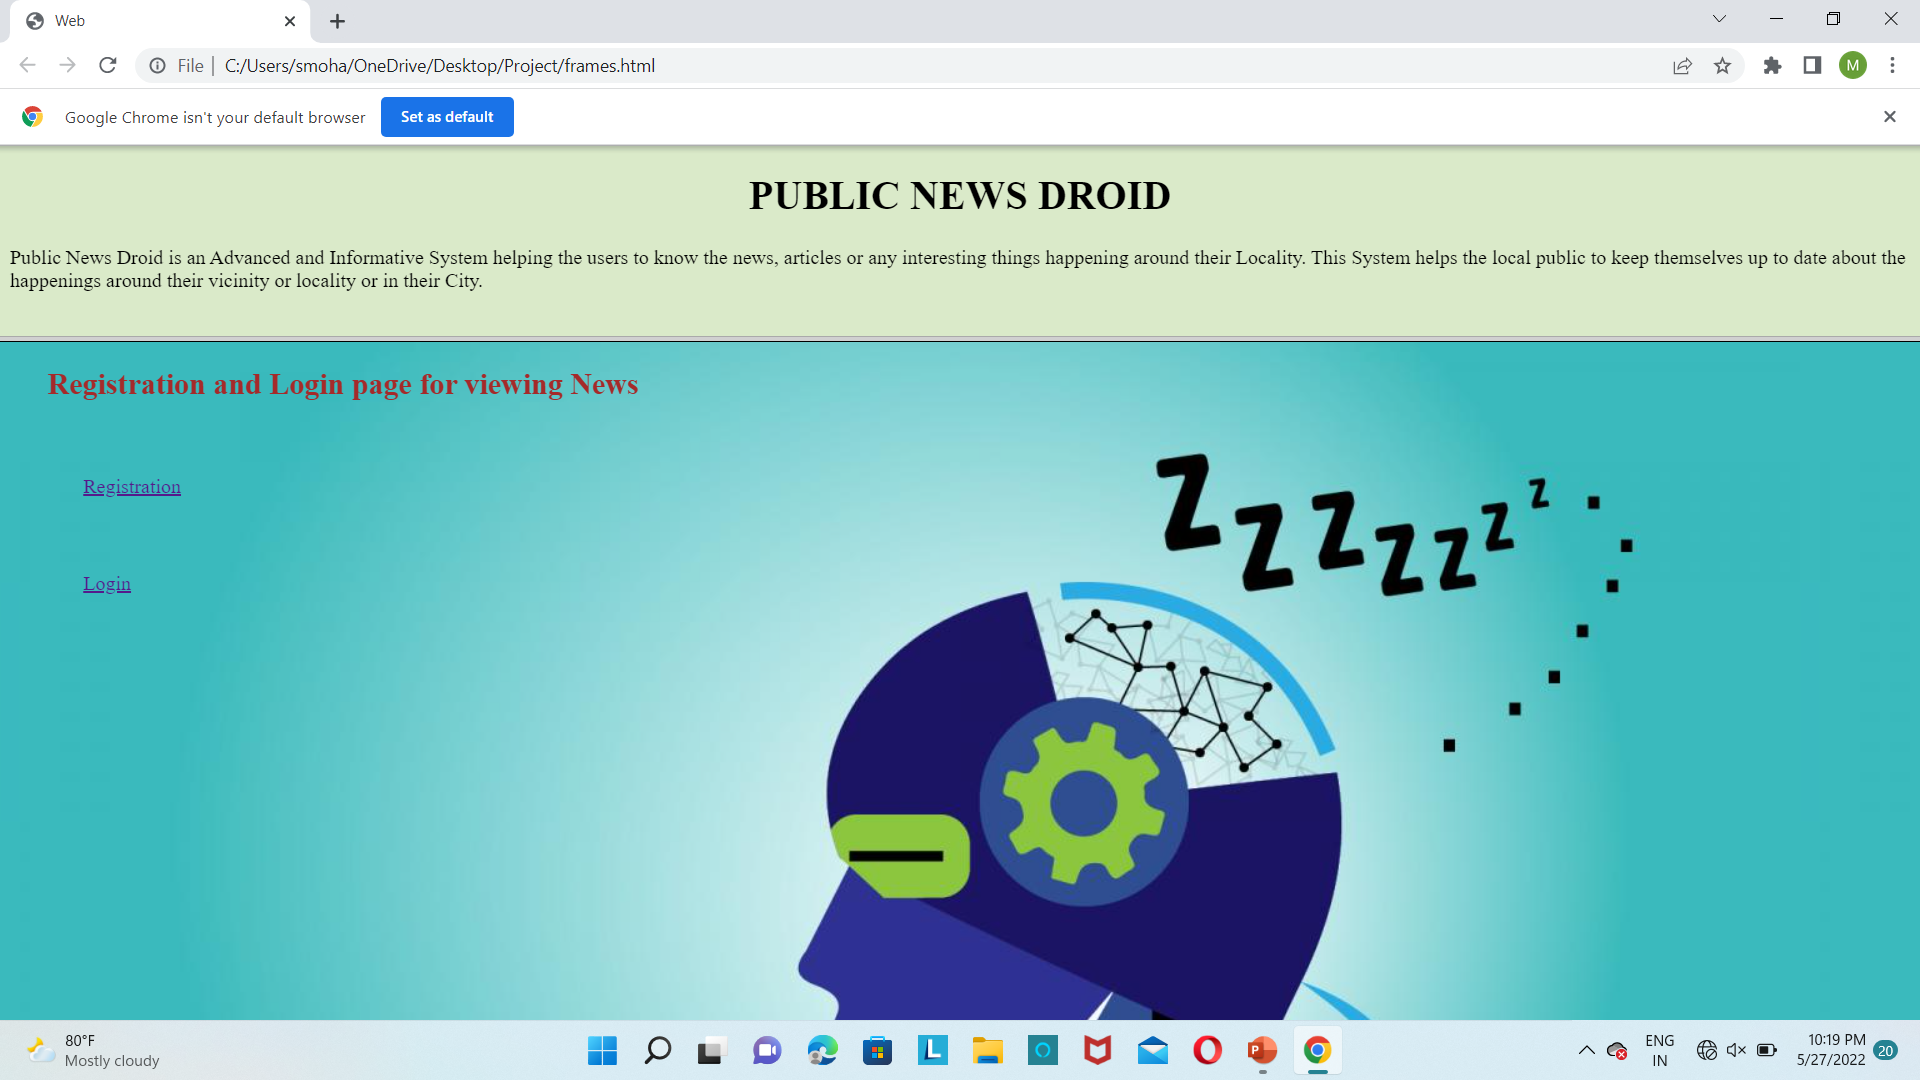 Web
File
C:/Users/smoha/OneDrive/Desktop/Project/frames.html
M
Google Chrome isn't your default browser
Set as default
PUBLIC NEWS DROID
Public News Droid is an Advanced and Informative System helping the users to know the news, articles or any interesting things happening around their Locality. This System helps the local public to keep themselves up to date about the
happenings around their vicinity or locality or in their City.
Registration and Login page for viewing News
Registration
Login
Z Z Z Z Z Z Z
80°F
Mostly cloudy
L
P
ENG
IN
10:19 PM
5/27/2022
20